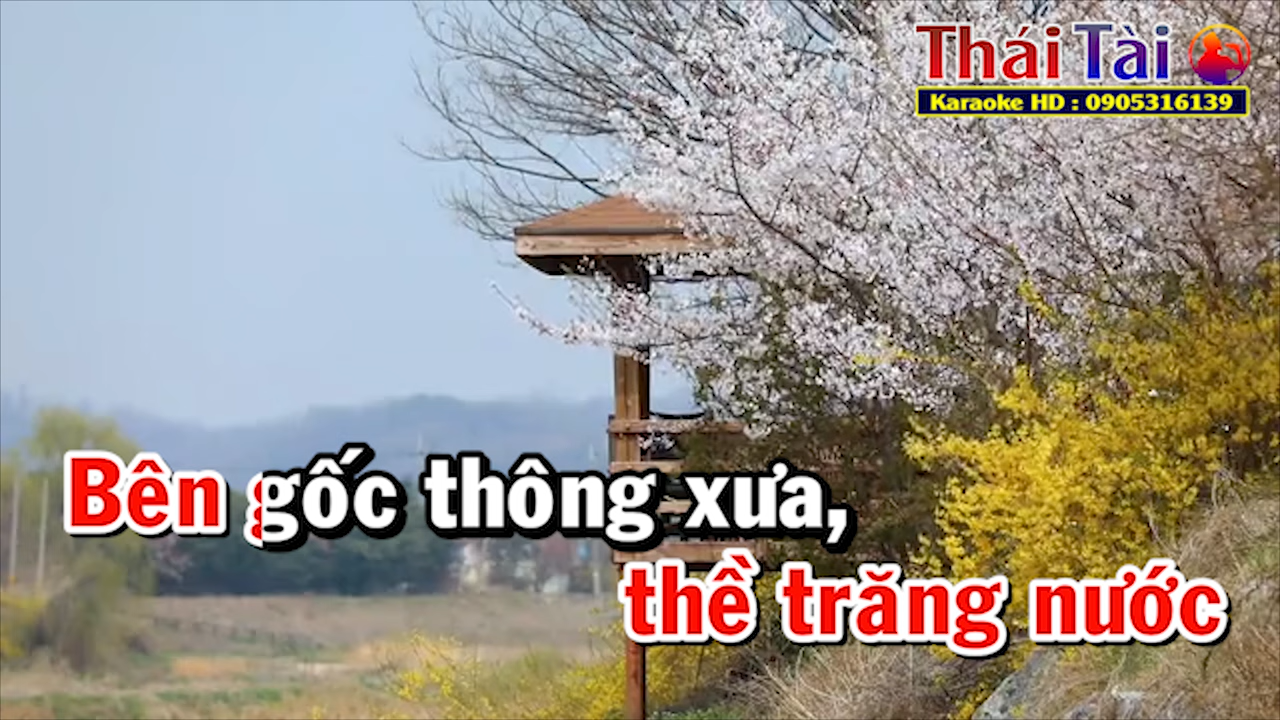 Thái Tài
Karaoke HD : 0905316139
Bên gốc thông xưa,
thề trăng nước